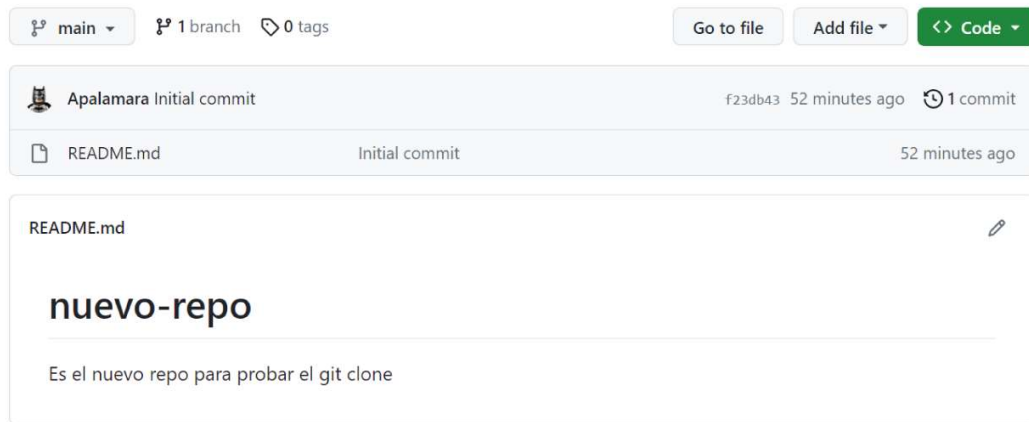 main 1 branch 0 tags Go to file Add file Code
Apalamara Initial commit f23db43 52 minutes ago 1 commit
README.md Initial commit 52 minutes ago
README.md
nuevo-repo
Es el nuevo repo para probar el git clone